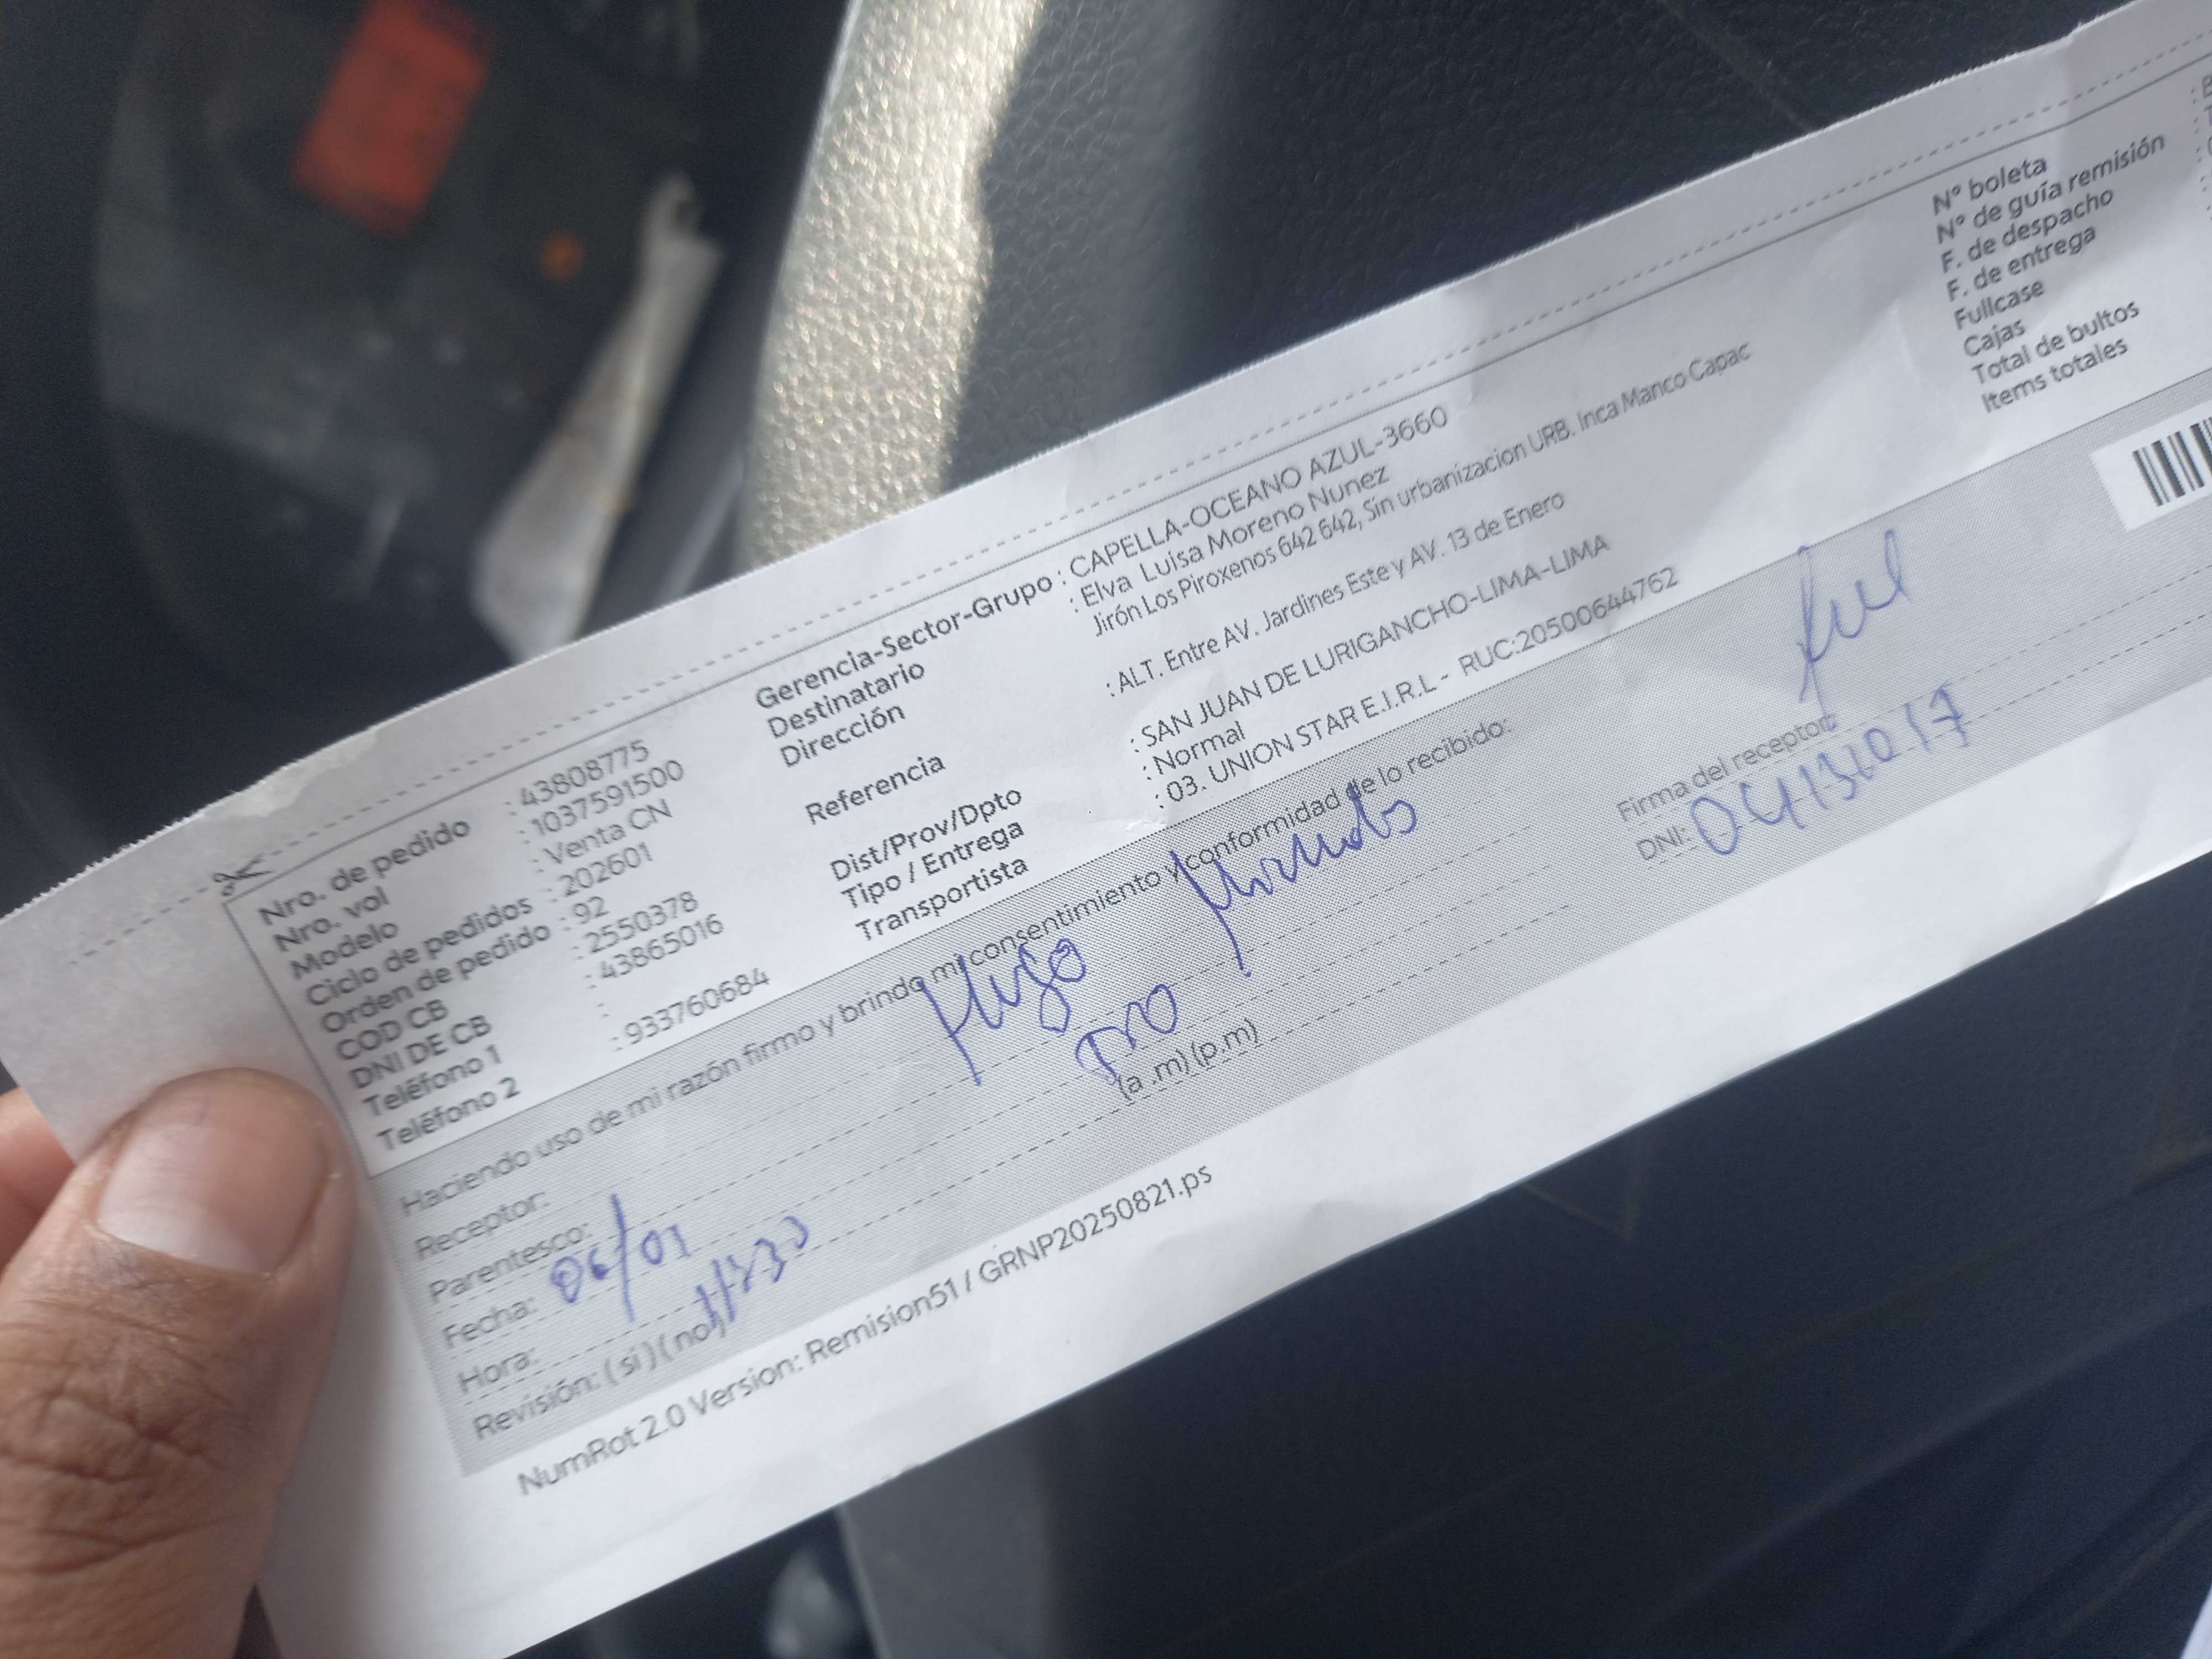 Nro. de pedido : 43808775
Nro. vol : 1037591500
Modelo : Venta CN
Ciclo de pedidos : 202601
Orden de pedido : 92
COD CB : 2550378
DNI DE CB : 43865016
Teléfono 1 :
Teléfono 2 : 933760684
Gerencia-Sector-Grupo : CAPELLA-OCEANO AZUL-3660
Destinatario : Elva Luisa Moreno Nunez
Dirección Jirón Los Piroxenos 642 642, Sin urbanizacion URB. Inca Manco Capac
Referencia : ALT. Entre AV. Jardines Este y AV. 13 de Enero
Dist/Prov/Dpto : SAN JUAN DE LURIGANCHO-LIMA-LIMA
Tipo / Entrega : Normal
Transportista : 03. UNION STAR E.I.R.L - RUC:20500644762
N° boleta
N° de guía remisión
F. de despacho
F. de entrega
Fullcase
Cajas
Total de bultos
Items totales
Haciendo uso de mi razón firmo y brindo mi consentimiento y conformidad de lo recibido:
Receptor: Hugo
Parentesco:
Fecha: 06/01
Hora: (a .m) (p.m)
Revisión: ( si ) ( no )
Firma del receptor:
DNI:
NumRot 2.0 Version: Remision51 / GRNP20250821.ps